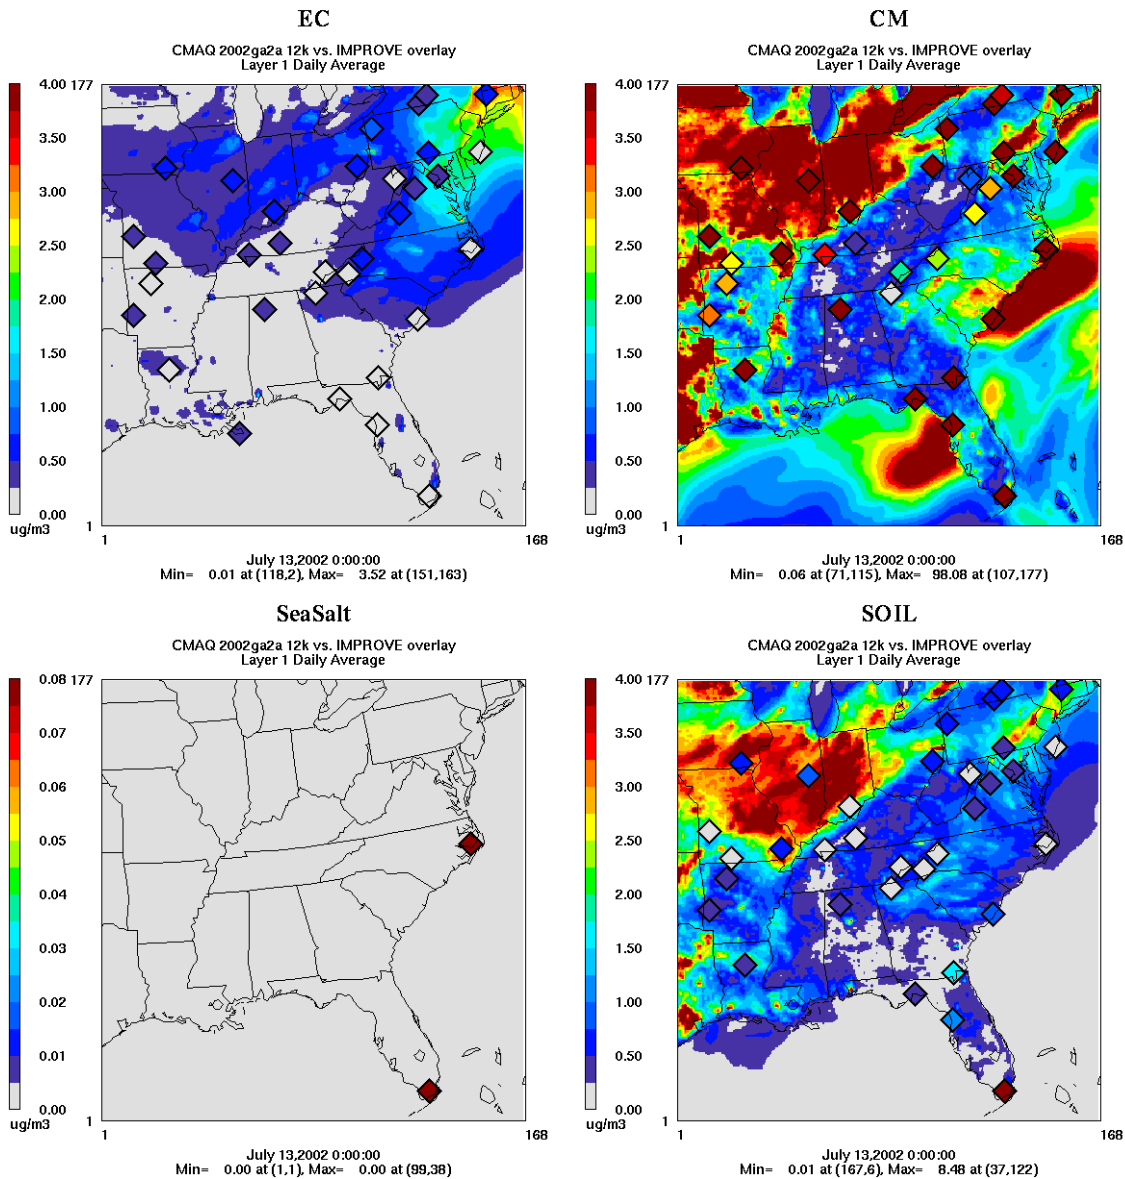 EC
CMAQ 2002ga2a 12k vs. IMPROVE overlay
Layer 1 Daily Average
4.00 177
3.50
3.00
2.50
2.00
1.50
1.00
0.50
0.00
ug/m3
1
1 168
July 13,2002 0:00:00
Min= 0.01 at (118,2), Max= 3.52 at (151,163)
CM
CMAQ 2002ga2a 12k vs. IMPROVE overlay
Layer 1 Daily Average
4.00 177
3.50
3.00
2.50
2.00
1.50
1.00
0.50
0.00
ug/m3
1
1 168
July 13,2002 0:00:00
Min= 0.06 at (71,115), Max= 98.08 at (107,177)
SeaSalt
CMAQ 2002ga2a 12k vs. IMPROVE overlay
Layer 1 Daily Average
0.08 177
0.07
0.06
0.05
0.04
0.03
0.02
0.01
0.00
ug/m3
1
1 168
July 13,2002 0:00:00
Min= 0.00 at (1,1), Max= 0.00 at (99,38)
SOIL
CMAQ 2002ga2a 12k vs. IMPROVE overlay
Layer 1 Daily Average
4.00 177
3.50
3.00
2.50
2.00
1.50
1.00
0.50
0.00
ug/m3
1
1 168
July 13,2002 0:00:00
Min= 0.01 at (167,6), Max= 8.48 at (37,122)